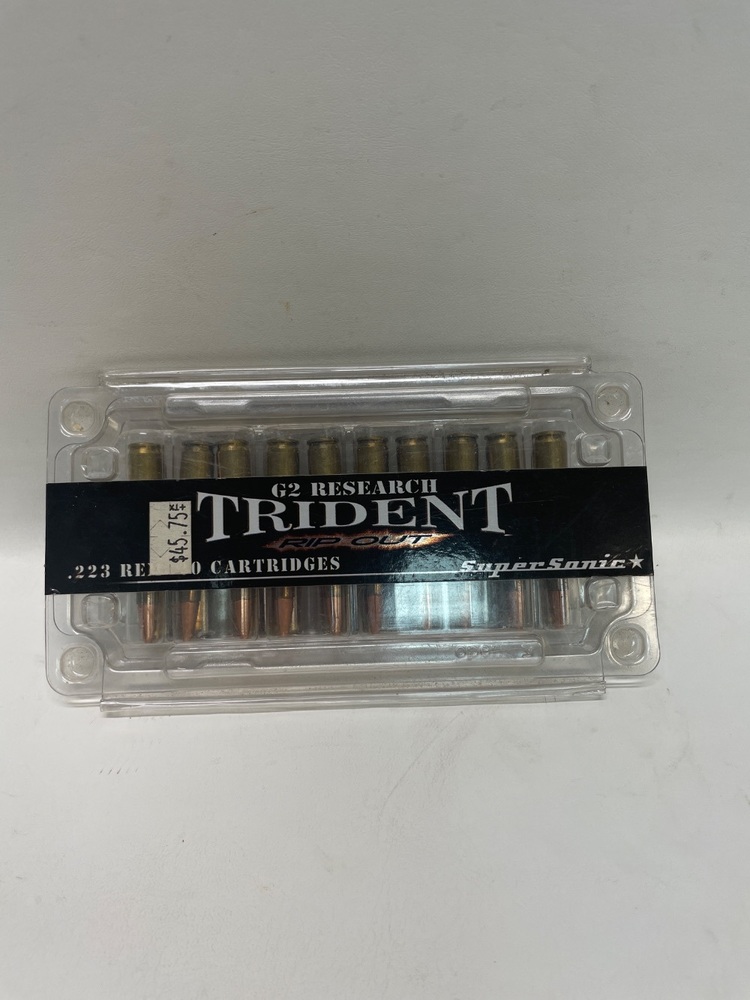 G2 RESEARCH
TRIDENT
RIP OUT
$45.75
.223 RE 0 CARTRIDGES
SuperSonic